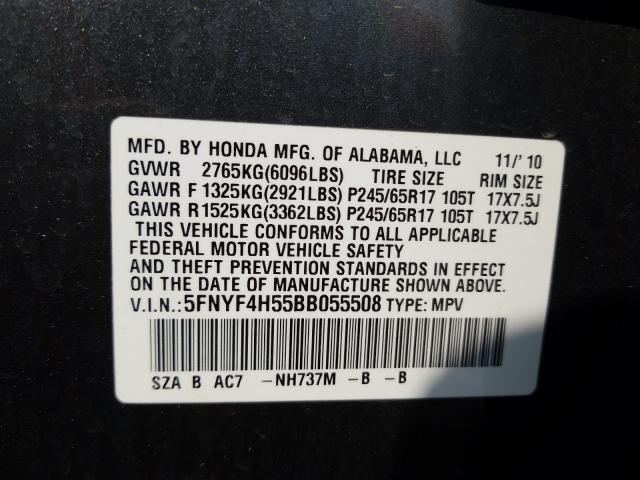 MFD. BY HONDA MFG. OF ALABAMA, LLC 11/'10
GVWR 2765KG(6096LBS) TIRE SIZE RIM SIZE
GAWR F 1325KG(2921LBS) P245/65R17 105T 17X7.5J
GAWR R1525KG(3362LBS) P245/65R17 105T 17X7.5J
THIS VEHICLE CONFORMS TO ALL APPLICABLE
FEDERAL MOTOR VEHICLE SAFETY
AND THEFT PREVENTION STANDARDS IN EFFECT
ON THE DATE OF MANUFACTURE SHOWN ABOVE.
V.I.N.:5FNYF4H55BB055508 TYPE: MPV
SZA B AC7 -NH737M -B -B